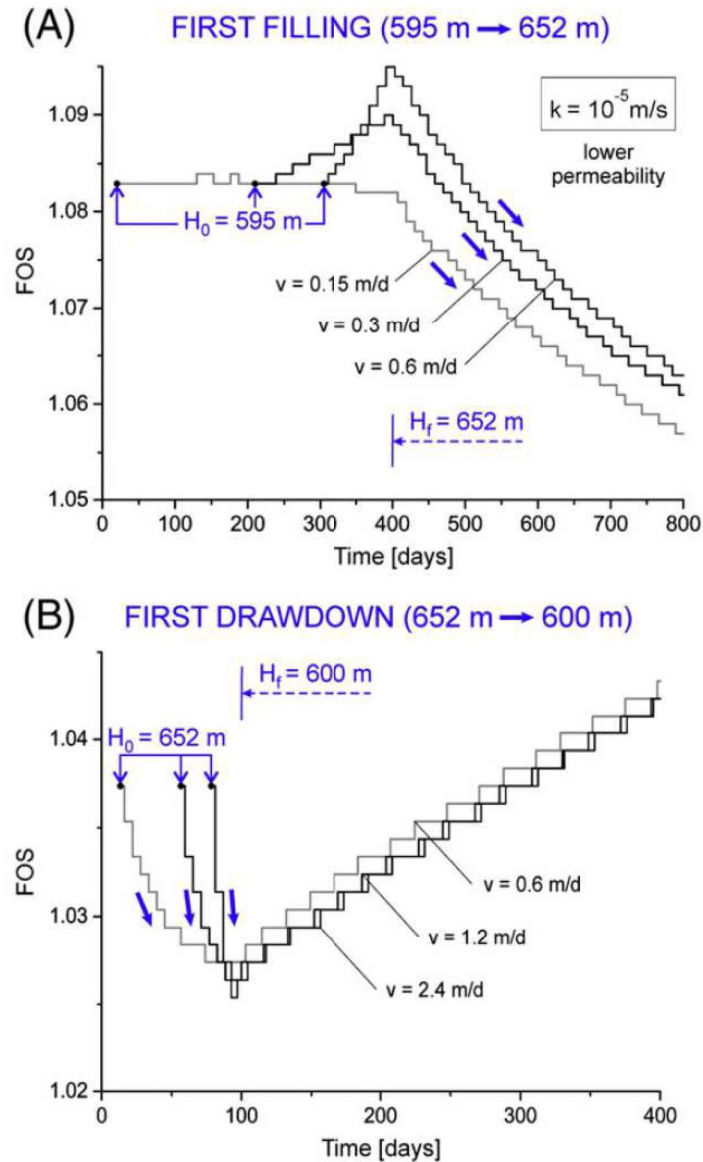 (A) FIRST FILLING (595 m → 652 m)
1.09
1.08
1.07
1.06
1.05
FOS
k = 10⁻⁵ m/s
lower
permeability
H₀ = 595 m
v = 0.15 m/d
v = 0.3 m/d
v = 0.6 m/d
H_f = 652 m
0 100 200 300 400 500 600 700 800
Time [days]
(B) FIRST DRAWDOWN (652 m → 600 m)
H_f = 600 m
H₀ = 652 m
1.04
1.03
1.02
FOS
v = 0.6 m/d
v = 1.2 m/d
v = 2.4 m/d
0 100 200 300 400
Time [days]